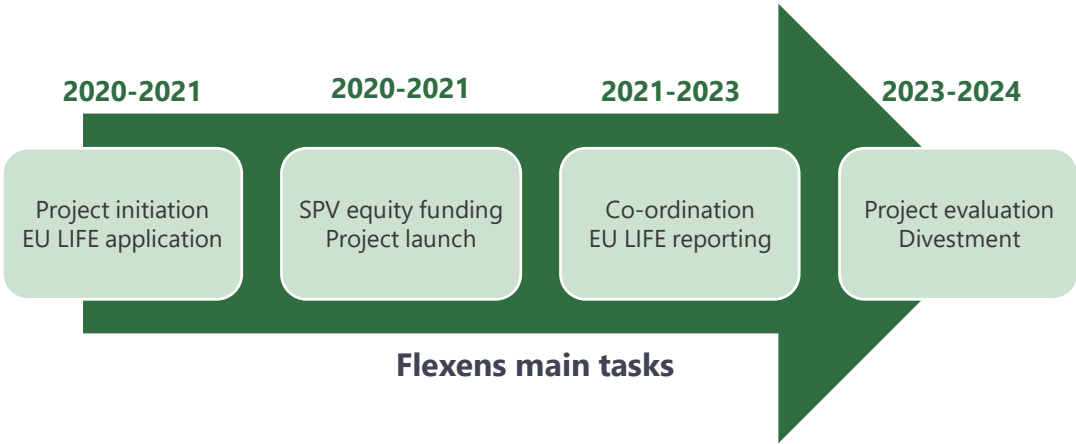 2020-2021
2020-2021
2021-2023
2023-2024
Project initiation
EU LIFE application
SPV equity funding
Project launch
Co-ordination
EU LIFE reporting
Project evaluation
Divestment
Flexens main tasks